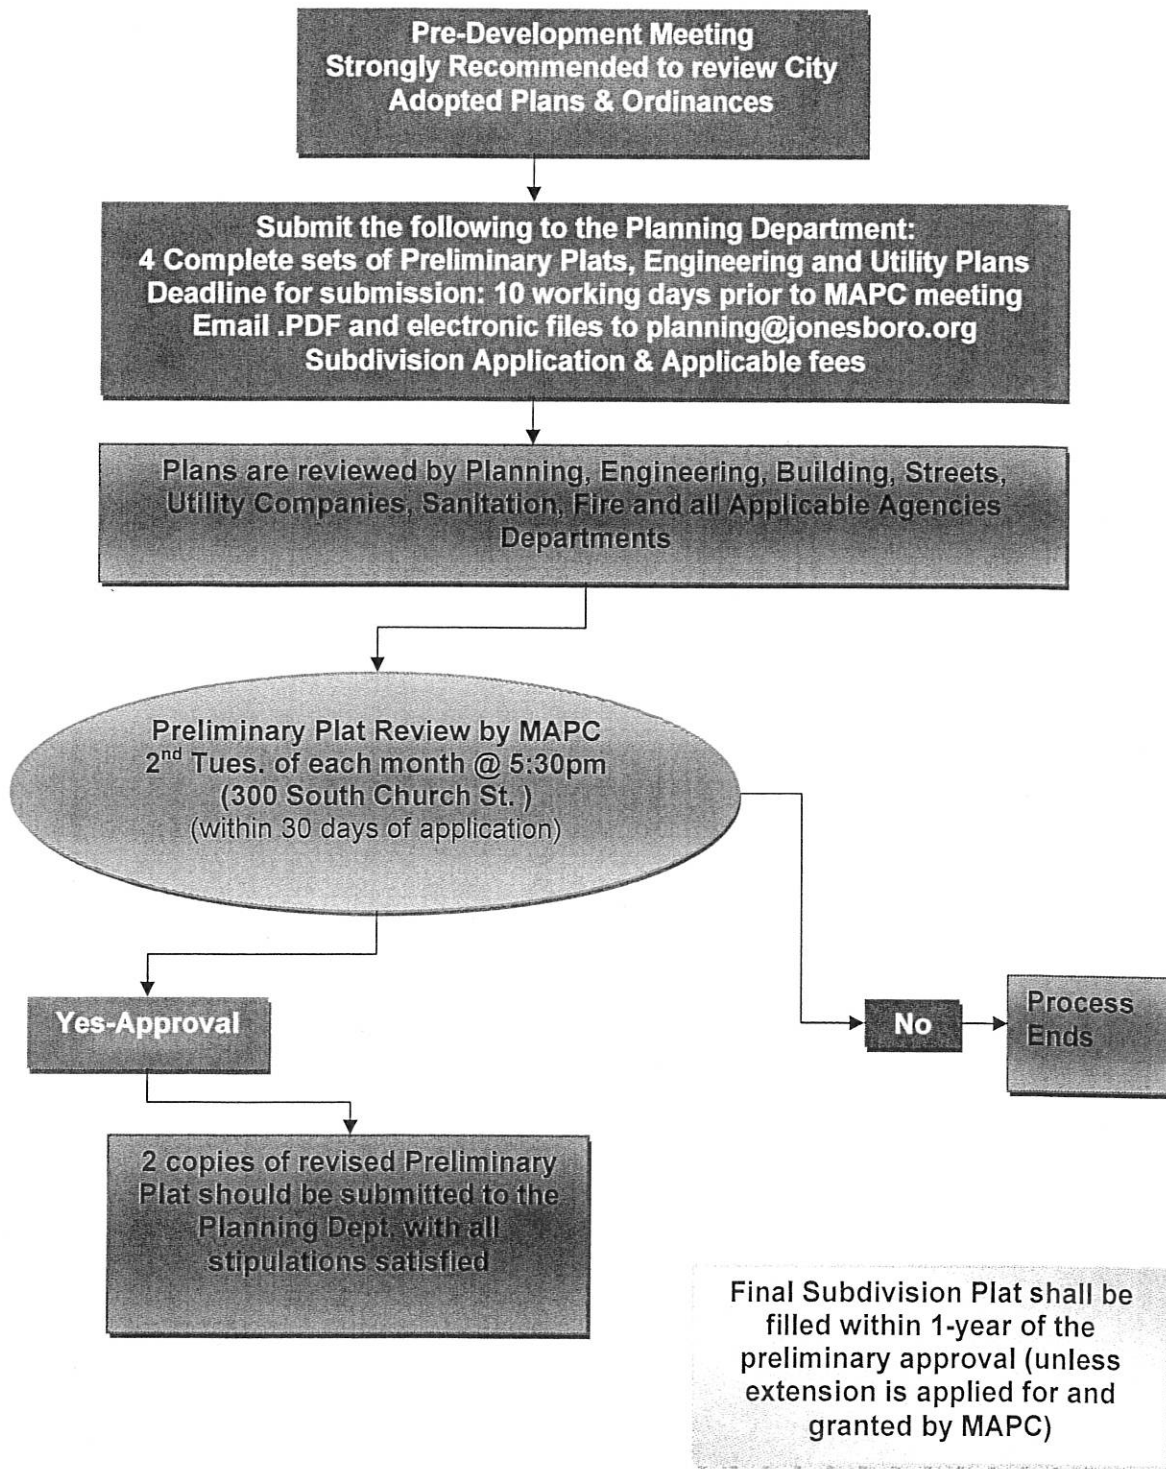 Pre-Development Meeting
Strongly Recommended to review City
Adopted Plans & Ordinances
Submit the following to the Planning Department:
4 Complete sets of Preliminary Plats, Engineering and Utility Plans
Deadline for submission: 10 working days prior to MAPC meeting
Email .PDF and electronic files to planning@jonesboro.org
Subdivision Application & Applicable fees
Plans are reviewed by Planning, Engineering, Building, Streets,
Utility Companies, Sanitation, Fire and all Applicable Agencies
Departments
Preliminary Plat Review by MAPC
2nd Tues. of each month @ 5:30pm
(300 South Church St. )
(within 30 days of application)
Yes-Approval
No
Process
Ends
2 copies of revised Preliminary
Plat should be submitted to the
Planning Dept. with all
stipulations satisfied
Final Subdivision Plat shall be
filled within 1-year of the
preliminary approval (unless
extension is applied for and
granted by MAPC)